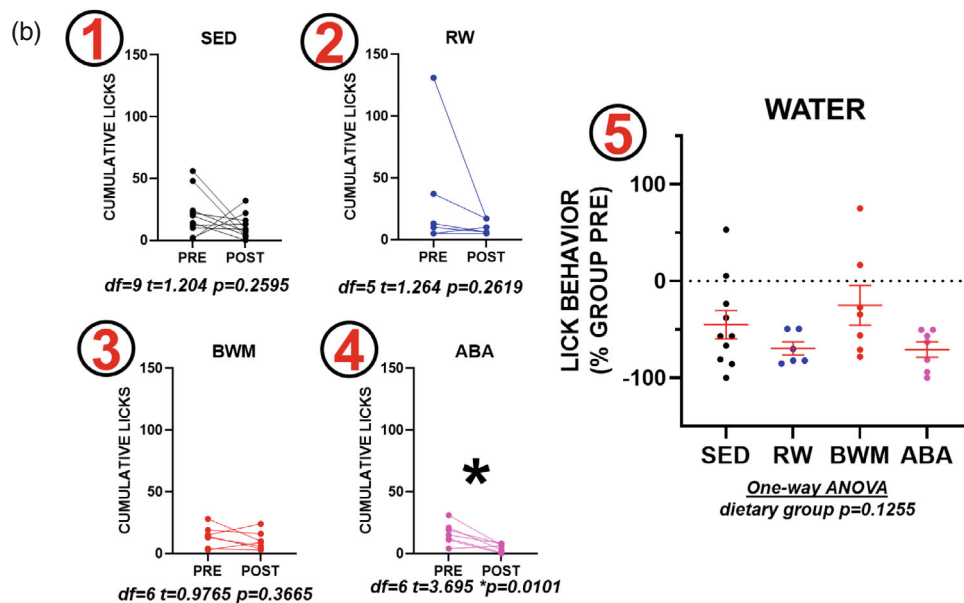 (b)
1
SED
150
100
50
0
CUMULATIVE LICKS
PRE POST
df=9 t=1.204 p=0.2595
2
RW
150
100
50
0
CUMULATIVE LICKS
PRE POST
df=5 t=1.264 p=0.2619
3
BWM
150
100
50
0
CUMULATIVE LICKS
PRE POST
df=6 t=0.9765 p=0.3665
4
ABA
150
100
50
0
CUMULATIVE LICKS
*
PRE POST
df=6 t=3.695 *p=0.0101
5
WATER
100
0
-100
LICK BEHAVIOR
(% GROUP PRE)
SED RW BWM ABA
One-way ANOVA
dietary group p=0.1255